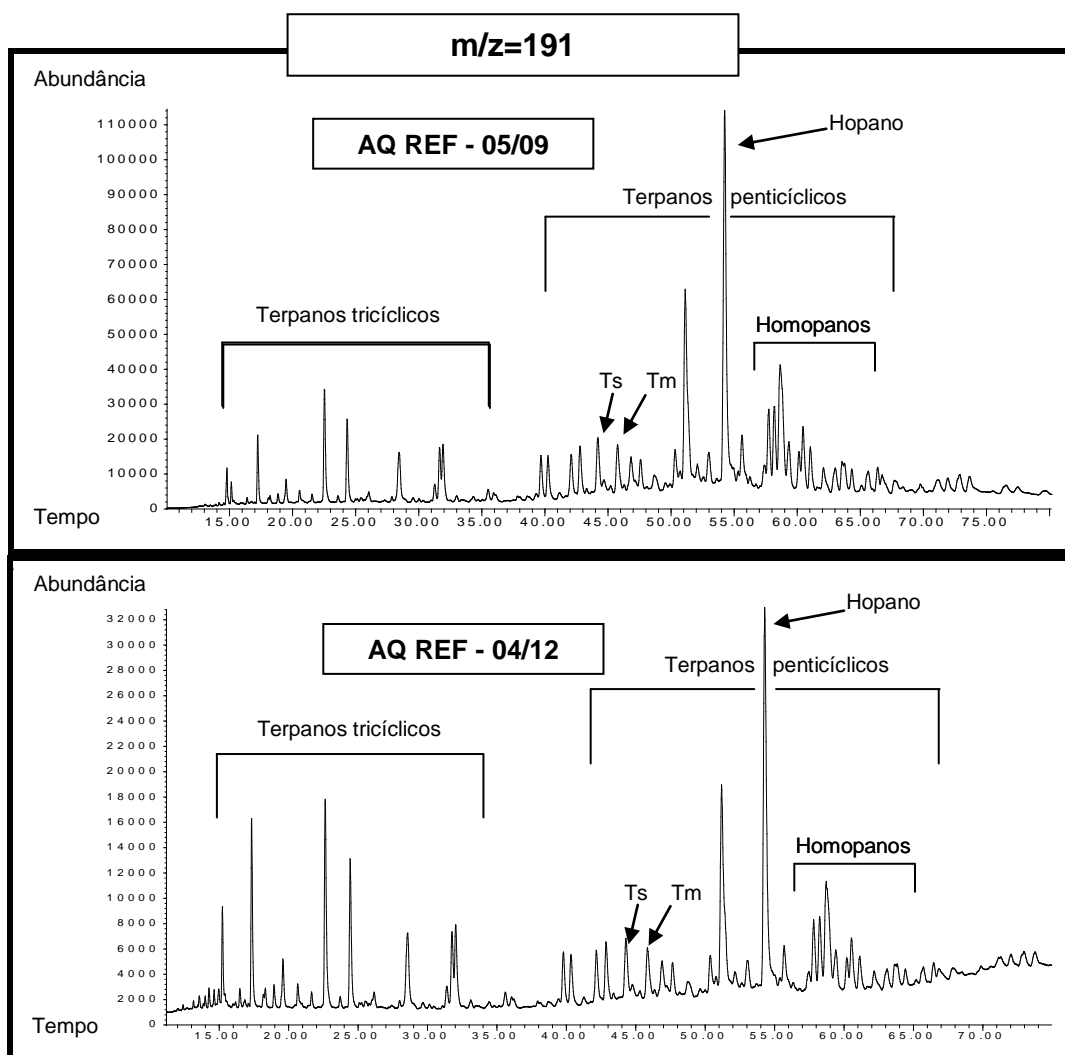 m/z=191
Abundância
110000
100000
90000
80000
70000
60000
50000
40000
30000
20000
10000
0
AQ REF - 05/09
Hopano
Terpanos penticíclicos
Terpanos tricíclicos
Homopanos
Ts
Tm
Tempo
15.00 20.00 25.00 30.00 35.00 40.00 45.00 50.00 55.00 60.00 65.00 70.00 75.00
Abundância
32000
30000
28000
26000
24000
22000
20000
18000
16000
14000
12000
10000
8000
6000
4000
2000
0
AQ REF - 04/12
Hopano
Terpanos penticíclicos
Terpanos tricíclicos
Homopanos
Ts
Tm
Tempo
15.00 20.00 25.00 30.00 35.00 40.00 45.00 50.00 55.00 60.00 65.00 70.00